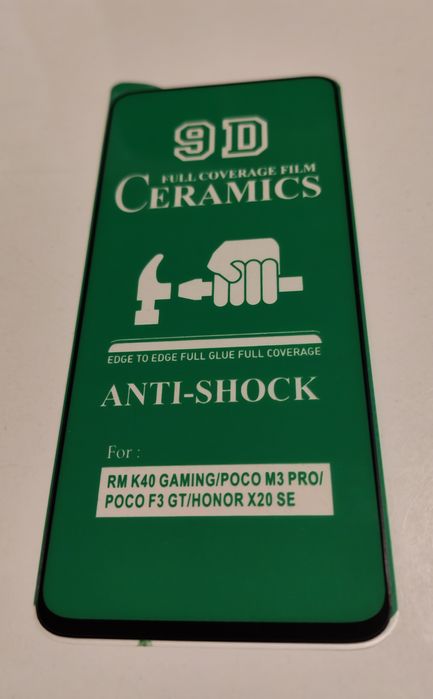 9D
FULL COVERAGE FILM
CERAMICS
EDGE TO EDGE FULL GLUE FULL COVERAGE
ANTI-SHOCK
For :
RM K40 GAMING/POCO M3 PRO/
POCO F3 GT/HONOR X20 SE